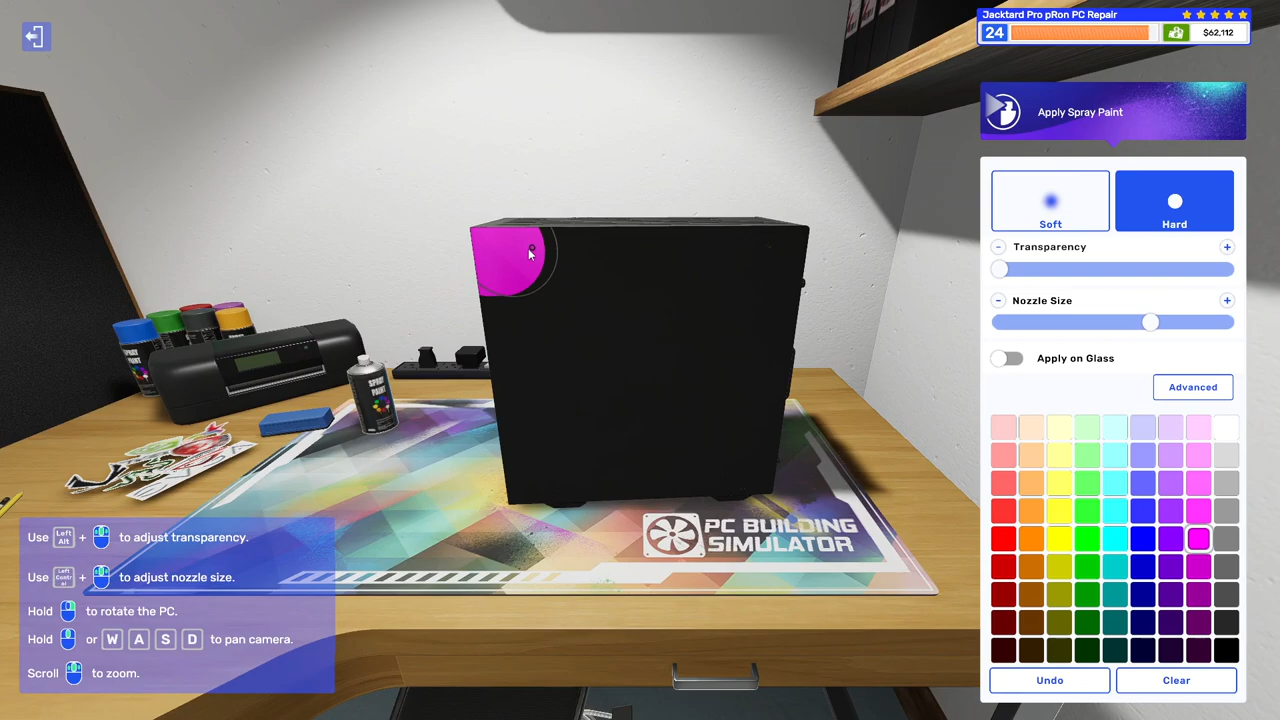 Jacktard Pro pRon PC Repair
24
$62,112
Apply Spray Paint
Soft
Hard
- Transparency +
- Nozzle Size +
Apply on Glass
Advanced
Undo
Clear
SPRAY
PAINT
SPRAY
PAINT
PC BUILDING
SIMULATOR
Use Left Alt + to adjust transparency.
Use Left Control + to adjust nozzle size.
Hold to rotate the PC.
Hold or W A S D to pan camera.
Scroll to zoom.